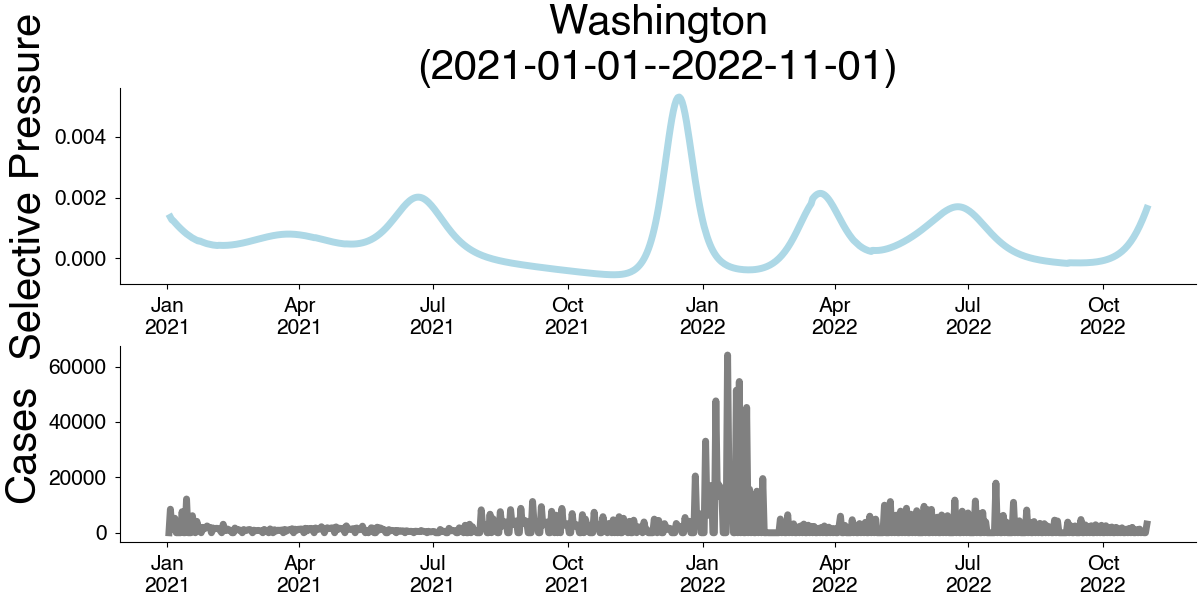 Washington
(2021-01-01--2022-11-01)
Selective Pressure
0.004
0.002
0.000
Jan Apr Jul Oct Jan Apr Jul Oct
2021 2021 2021 2021 2022 2022 2022 2022
Cases
60000
40000
20000
0
Jan Apr Jul Oct Jan Apr Jul Oct
2021 2021 2021 2021 2022 2022 2022 2022